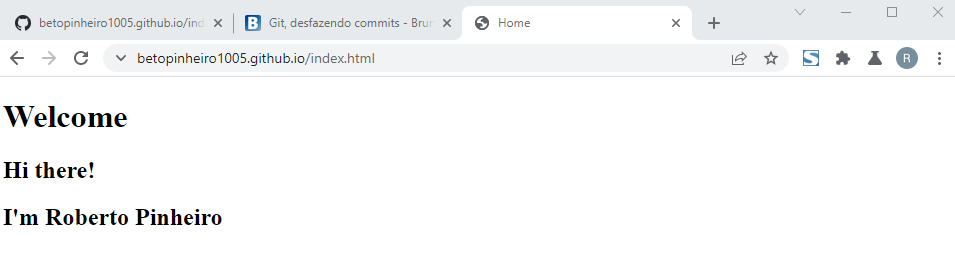 betopinheiro1005.github.io/ind
Git, desfazendo commits - Brun
Home
betopinheiro1005.github.io/index.html
R
Welcome
Hi there!
I'm Roberto Pinheiro